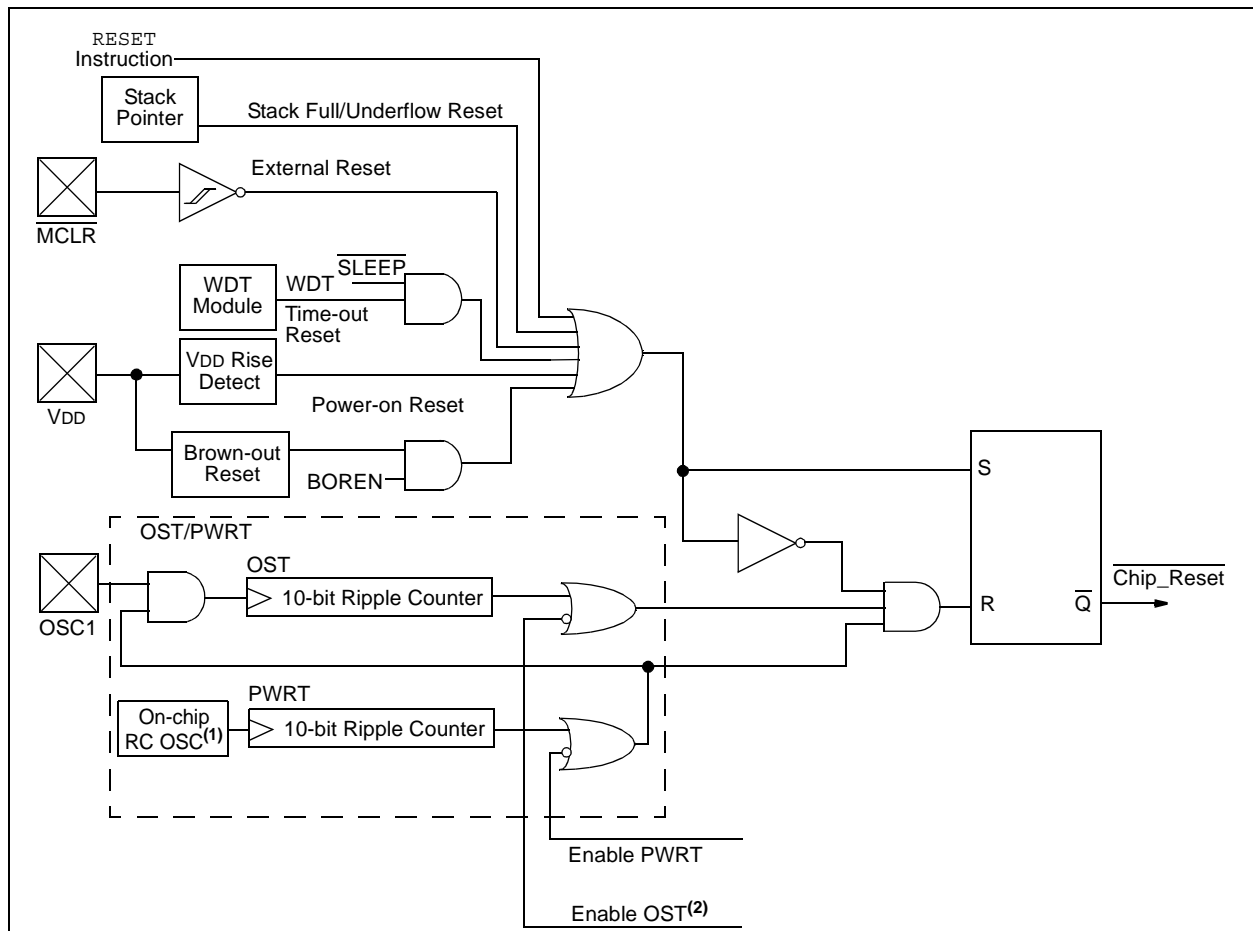 RESET
Instruction
Stack
Pointer
Stack Full/Underflow Reset
External Reset
MCLR
SLEEP
WDT
Module
WDT
Time-out
Reset
VDD Rise
Detect
VDD
Power-on Reset
Brown-out
Reset
BOREN
S
OST/PWRT
OST
OSC1
10-bit Ripple Counter
Chip_Reset
R
Q
PWRT
On-chip
RC OSC(1)
10-bit Ripple Counter
Enable PWRT
Enable OST(2)